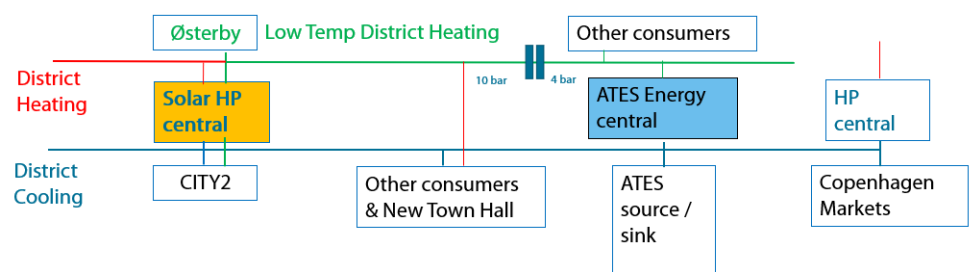 Østerby
Low Temp District Heating
Other consumers
District
Heating
10 bar
4 bar
Solar HP
central
ATES Energy
central
HP
central
District
Cooling
CITY2
Other consumers
& New Town Hall
ATES
source /
sink
Copenhagen
Markets